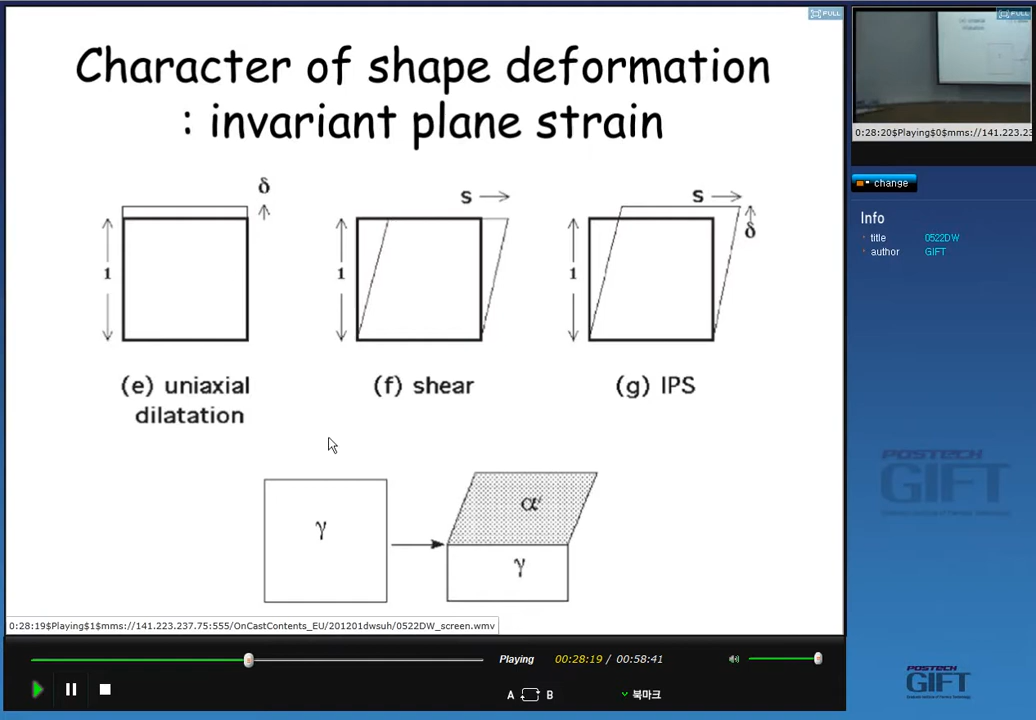 FULL
Character of shape deformation
: invariant plane strain
δ
1
(e) uniaxial
dilatation
s
1
(f) shear
s
δ
1
(g) IPS
γ
α'
γ
0:28:19$Playing$1$mms://141.223.237.75:555/OnCastContents_EU/201201dwsuh/0522DW_screen.wmv
Playing
00:28:19 / 00:58:41
A B
북마크
FULL
0:28:20$Playing$0$mms://141.223.23
change
Info
title 0522DW
author GIFT
POSTECH
GIFT
POSTECH
GIFT